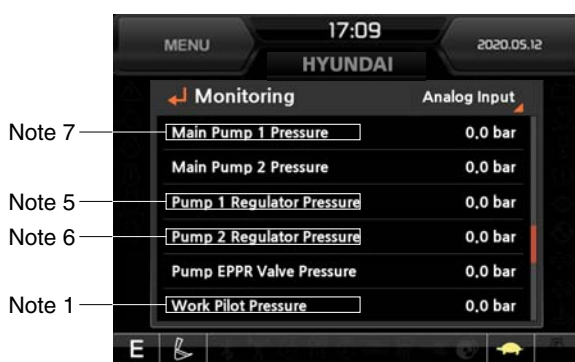 17:09
MENU
2020.05.12
HYUNDAI
Monitoring
Analog Input
Note 7
Main Pump 1 Pressure
0.0 bar
Main Pump 2 Pressure
0.0 bar
Note 5
Pump 1 Regulator Pressure
0.0 bar
Note 6
Pump 2 Regulator Pressure
0.0 bar
Pump EPPR Valve Pressure
0.0 bar
Note 1
Work Pilot Pressure
0.0 bar
E